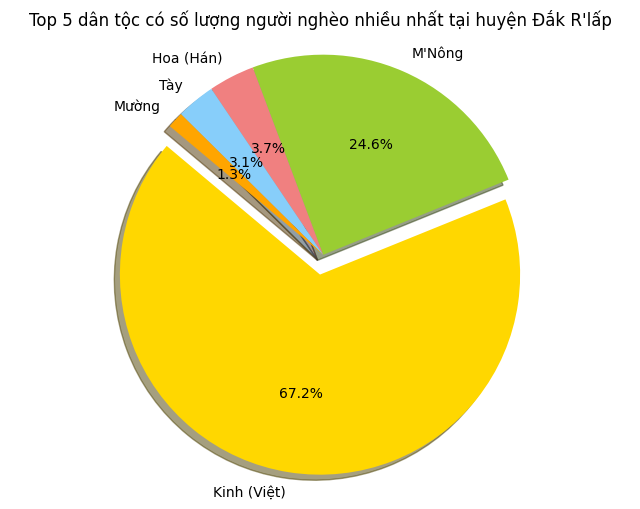 Top 5 dân tộc có số lượng người nghèo nhiều nhất tại huyện Đắk R'lấp
M'Nông
Hoa (Hán)
Tày
Mường
24.6%
3.7%
3.1%
1.3%
67.2%
Kinh (Việt)